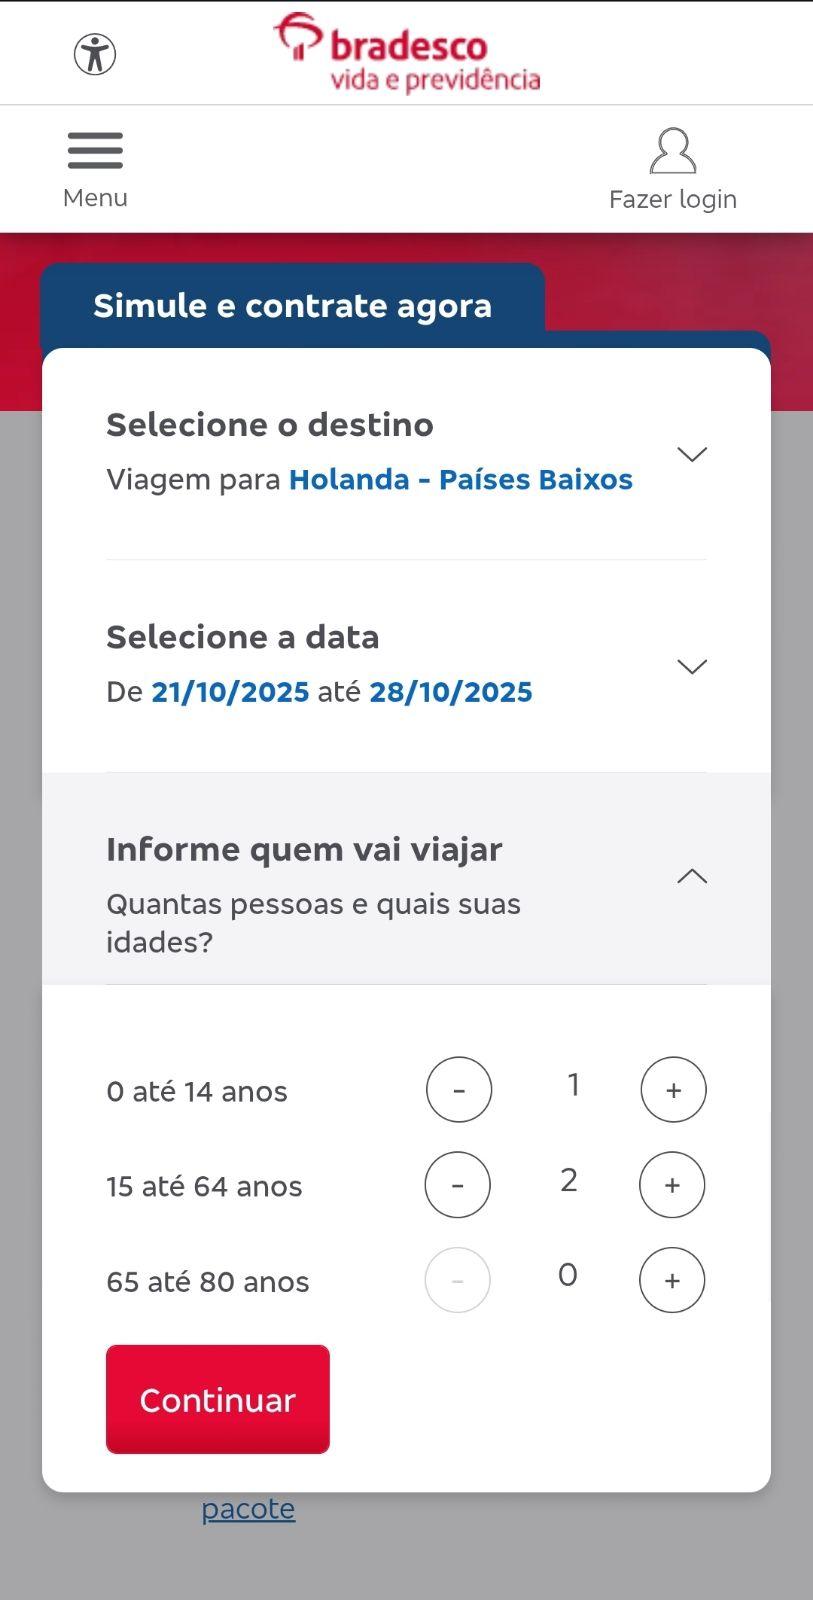 bradesco
vida e previdência
Menu
Fazer login
Simule e contrate agora
Selecione o destino
Viagem para Holanda - Países Baixos
Selecione a data
De 21/10/2025 até 28/10/2025
Informe quem vai viajar
Quantas pessoas e quais suas
idades?
0 até 14 anos - 1 +
15 até 64 anos - 2 +
65 até 80 anos - 0 +
Continuar
pacote